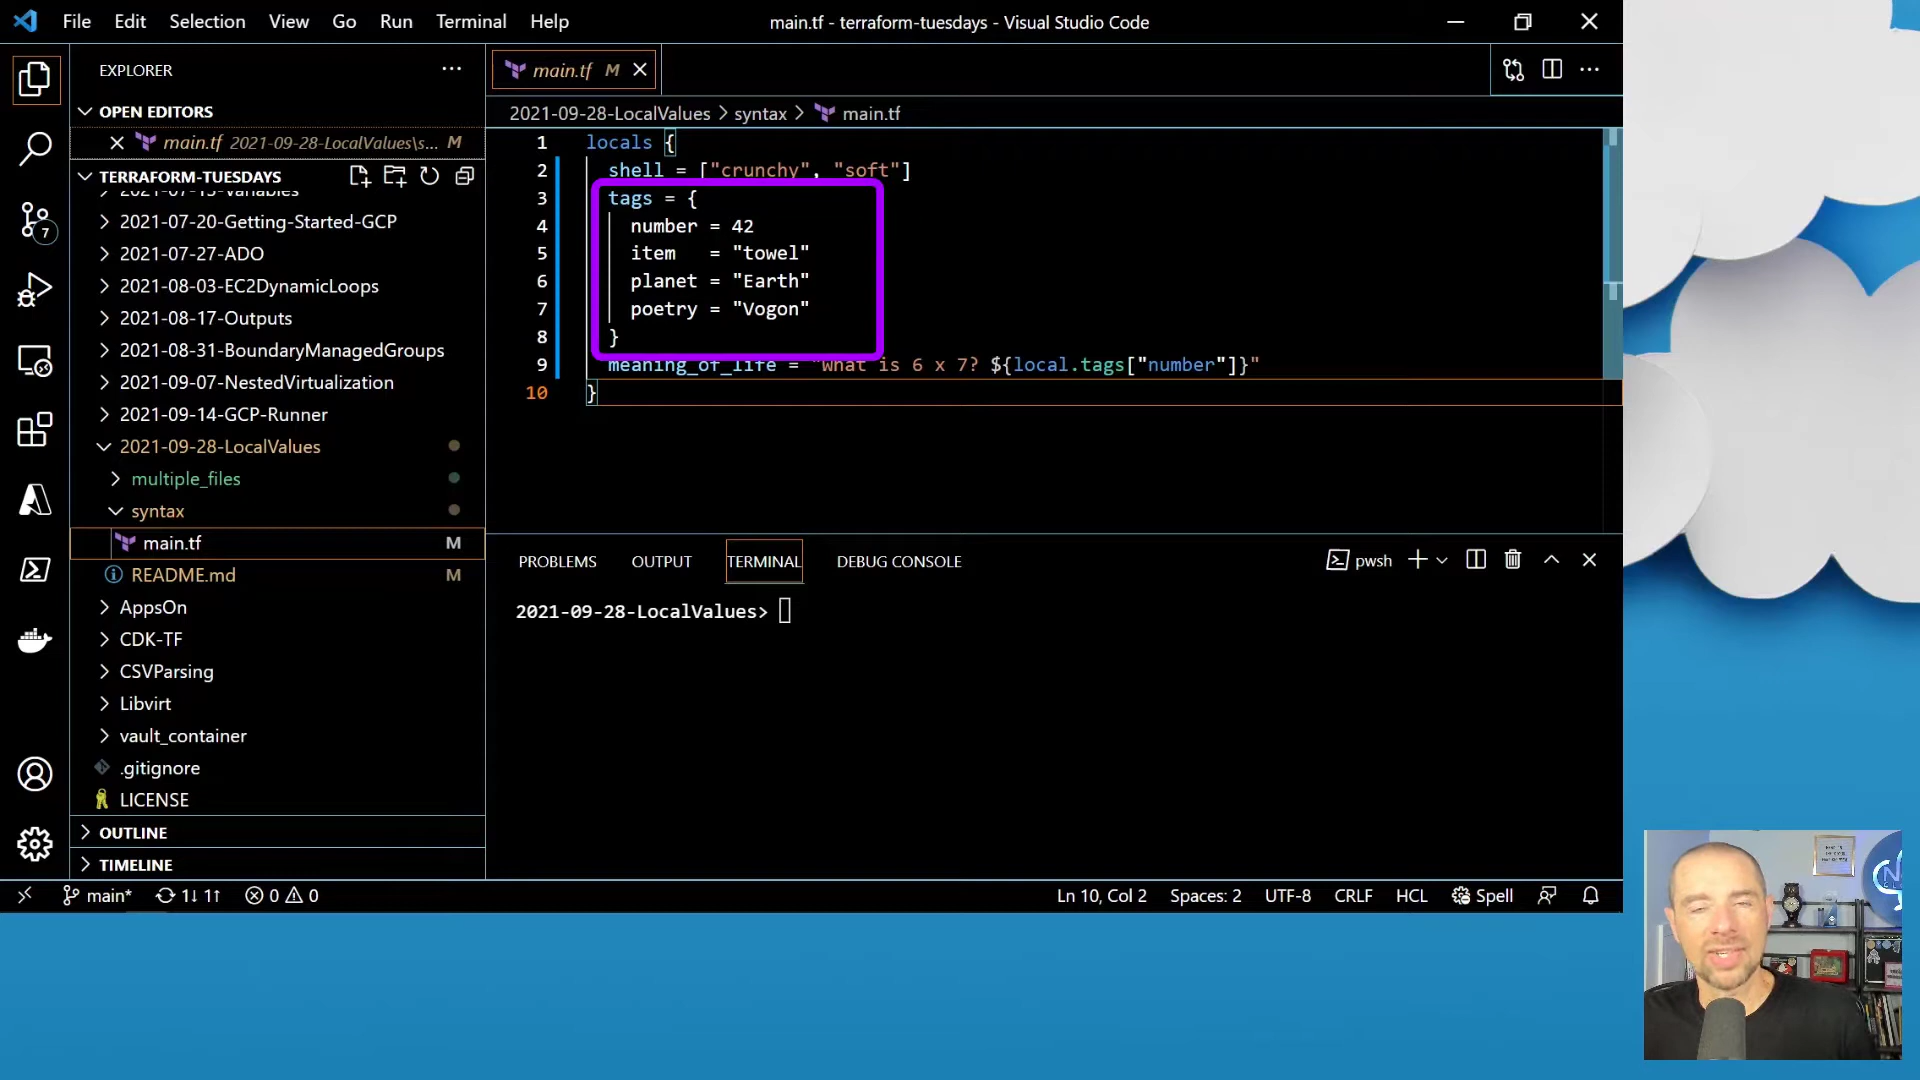 File Edit Selection View Go Run Terminal Help
main.tf - terraform-tuesdays - Visual Studio Code
EXPLORER
OPEN EDITORS
main.tf 2021-09-28-LocalValues\s... M
TERRAFORM-TUESDAYS
2021-07-13-Variables
2021-07-20-Getting-Started-GCP
2021-07-27-ADO
2021-08-03-EC2DynamicLoops
2021-08-17-Outputs
2021-08-31-BoundaryManagedGroups
2021-09-07-NestedVirtualization
2021-09-14-GCP-Runner
2021-09-28-LocalValues
multiple_files
syntax
main.tf M
README.md M
AppsOn
CDK-TF
CSVParsing
Libvirt
vault_container
.gitignore
LICENSE
OUTLINE
TIMELINE
7
main.tf M
2021-09-28-LocalValues > syntax > main.tf
1 locals {
2 shell = ["crunchy", "soft"]
3 tags = {
4 number = 42
5 item = "towel"
6 planet = "Earth"
7 poetry = "Vogon"
8 }
9 meaning_of_life = "What is 6 x 7? ${local.tags["number"]}"
10 }
PROBLEMS OUTPUT TERMINAL DEBUG CONSOLE
pwsh
2021-09-28-LocalValues>
main* 1↓ 1↑ 0 0
Ln 10, Col 2 Spaces: 2 UTF-8 CRLF HCL Spell